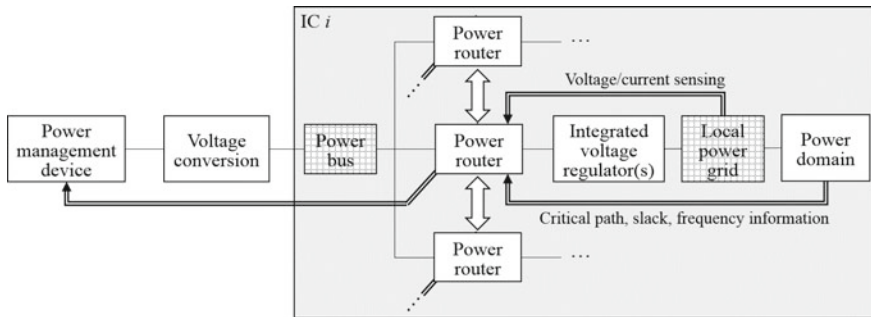 IC i
Power
router
...
Voltage/current sensing
Power
management
device
Voltage
conversion
Power
bus
Power
router
Integrated
voltage
regulator(s)
Local
power
grid
Power
domain
Critical path, slack, frequency information
Power
router
...